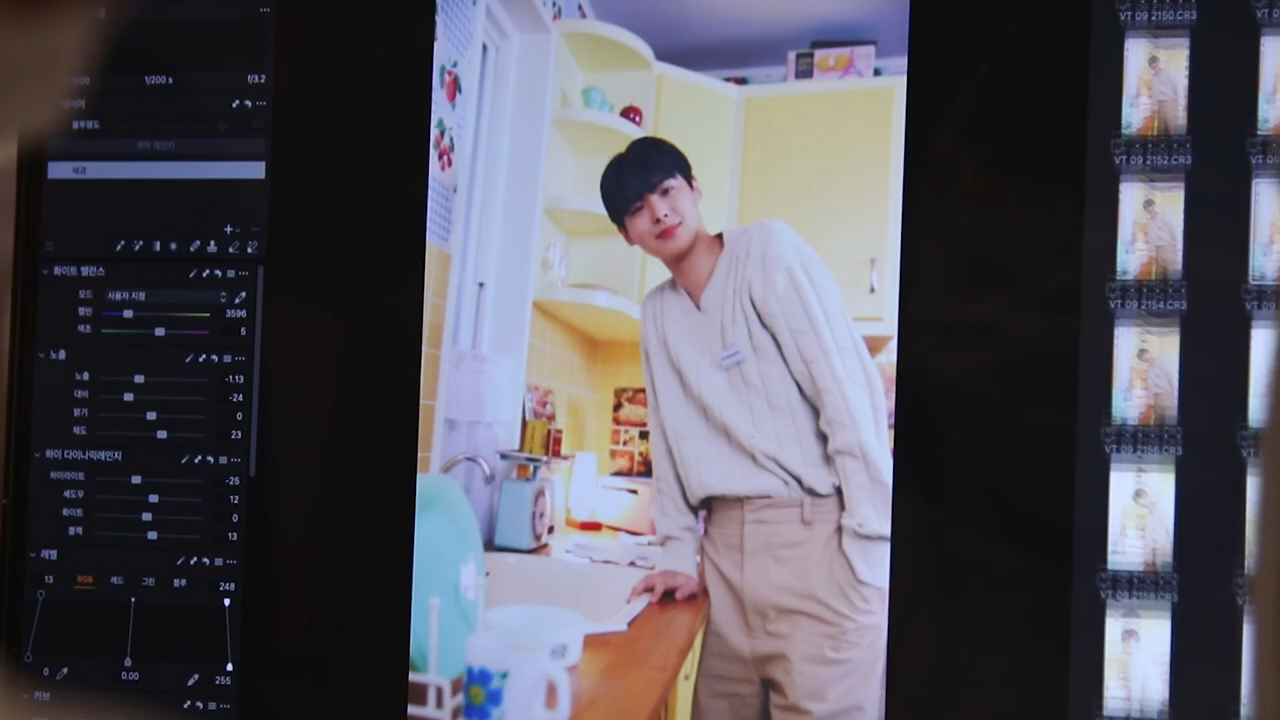 1/200 s
f/3.2
불투명도
배경
화이트 밸런스
모드 사용자 지정
캘빈 3596
색조 5
노출
노출 -1.13
대비 -24
밝기 0
채도 23
하이 다이나믹레인지
하이라이트 -25
섀도우 12
화이트 0
블랙 13
레벨
13 RGB 레드 그린 블루 248
0 0.00 255
커브
VT 09 2150.CR3
VT 09 2152.CR3
VT 09 2154.CR3
VT 09 2156.CR3
VT 09 2158.CR3